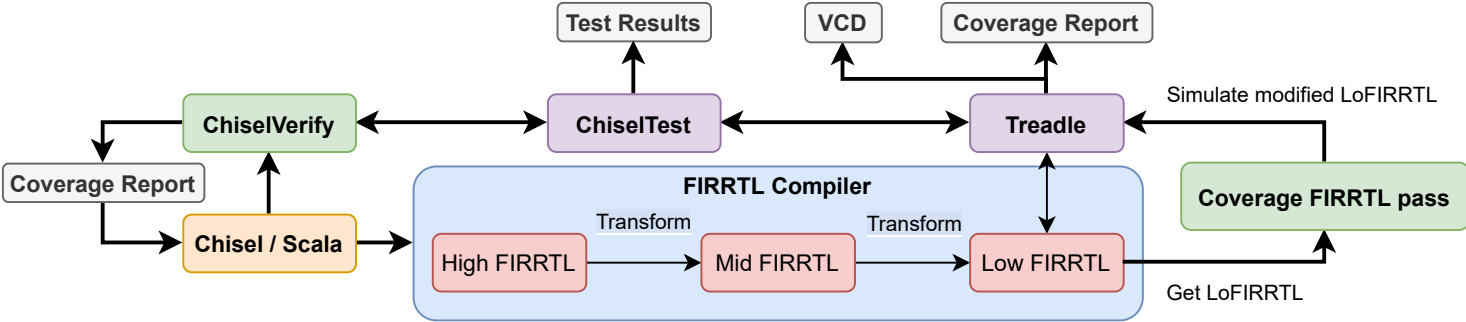 Test Results
VCD
Coverage Report
Simulate modified LoFIRRTL
ChiselVerify
ChiselTest
Treadle
Coverage Report
FIRRTL Compiler
Coverage FIRRTL pass
Transform
Transform
Chisel / Scala
High FIRRTL
Mid FIRRTL
Low FIRRTL
Get LoFIRRTL